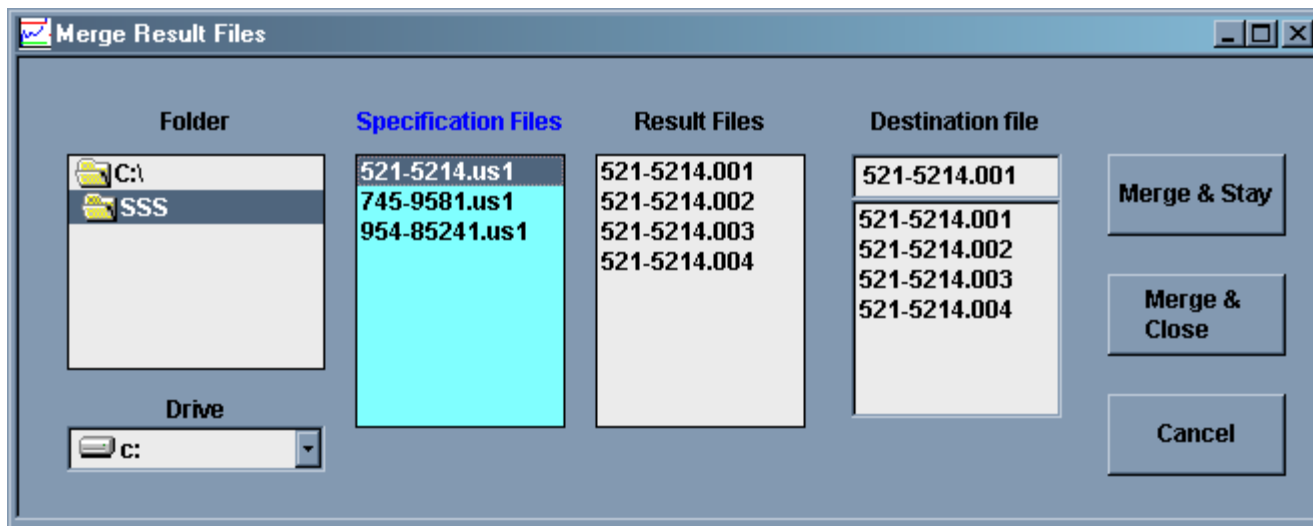 Merge Result Files
Folder
C:\
SSS
Drive
c:
Specification Files
521-5214.us1
745-9581.us1
954-85241.us1
Result Files
521-5214.001
521-5214.002
521-5214.003
521-5214.004
Destination file
521-5214.001
521-5214.001
521-5214.002
521-5214.003
521-5214.004
Merge & Stay
Merge &
Close
Cancel